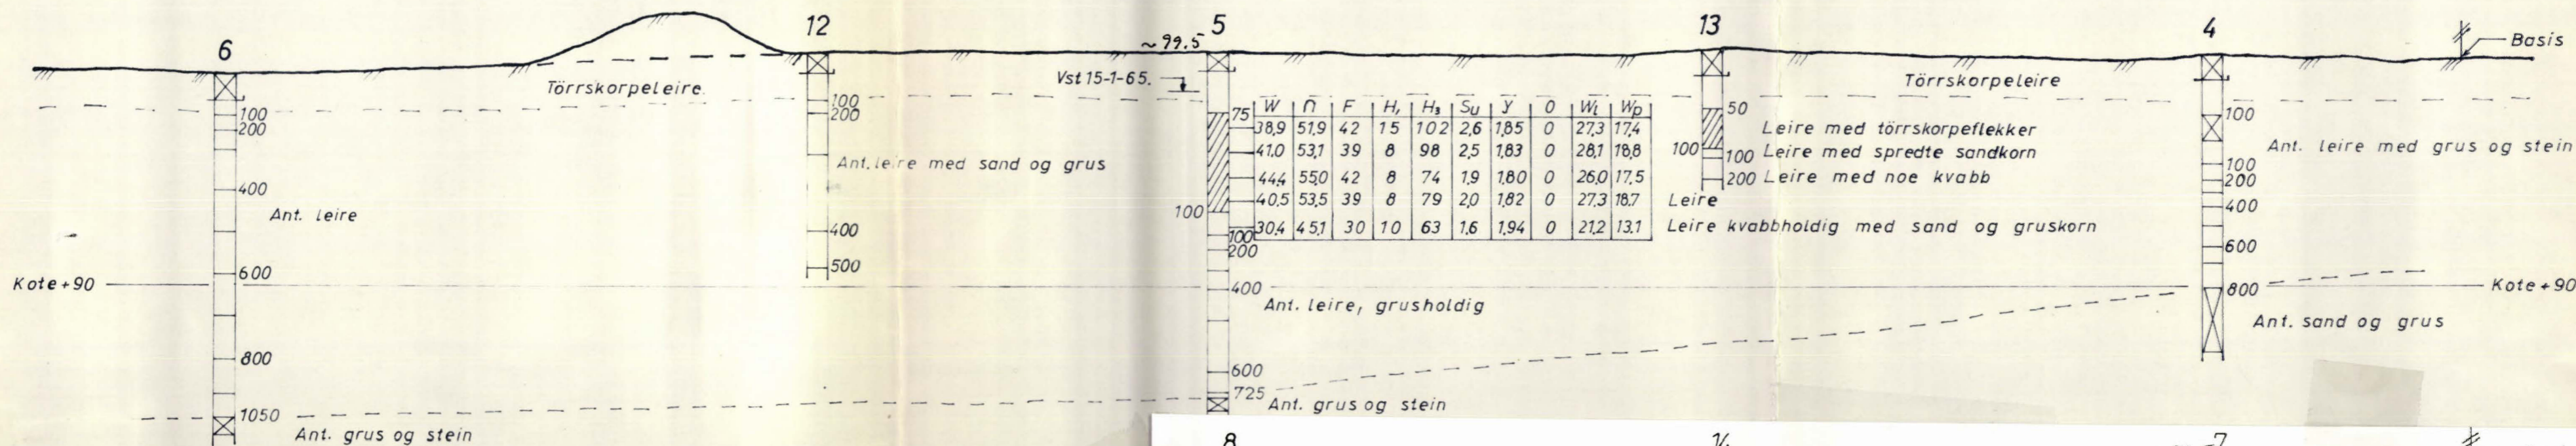 6
12
~99.5
5
13
4
Basis
Vst 15-1-65.
Törrskorpeleire.
Törrskorpeleire
100
200
400
Ant. leire
600
Kote+90
800
1050
Ant. grus og stein
100
200
Ant. leire med sand og grus
400
500
75
W n F H₁ H₃ Su γ O Wl Wp
38,9 51,9 42 15 102 2,6 1,85 0 27,3 17,4
41,0 53,1 39 8 98 2,5 1,83 0 28,1 18,8
44,4 55,0 42 8 74 1,9 1,80 0 26,0 17,5
40,5 53,5 39 8 79 2,0 1,82 0 27,3 18,7
30,4 45,1 30 10 63 1,6 1,94 0 21,2 13,1
100
100
200
400
Ant. leire, grusholdig
600
725
Ant. grus og stein
50
Leire med törrskorpeflekker
100
100 Leire med spredte sandkorn
200 Leire med noe kvabb
Leire
Leire kvabbholdig med sand og gruskorn
100
Ant. leire med grus og stein
100
200
400
600
800
Kote+90
Ant. sand og grus
8
14
7